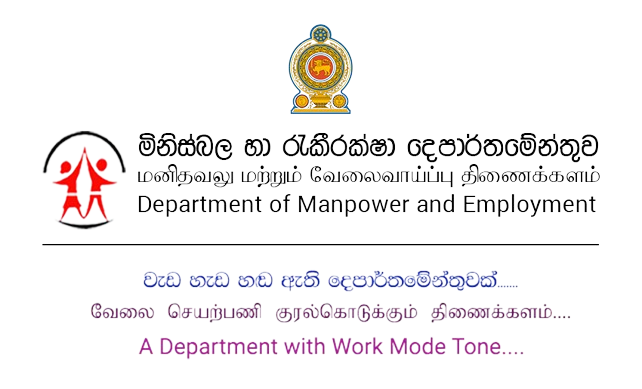 මිනිස්බල හා රැකීරක්ෂා දෙපාර්තමේන්තුව
மனிதவலு மற்றும் வேலைவாய்ப்பு திணைக்களம்
Department of Manpower and Employment
වැඩ හැඩ හඬ ඇති දෙපාර්තමේන්තුවක්.......
வேலை செயற்பணி குரல்கொடுக்கும் திணைக்களம்....
A Department with Work Mode Tone....